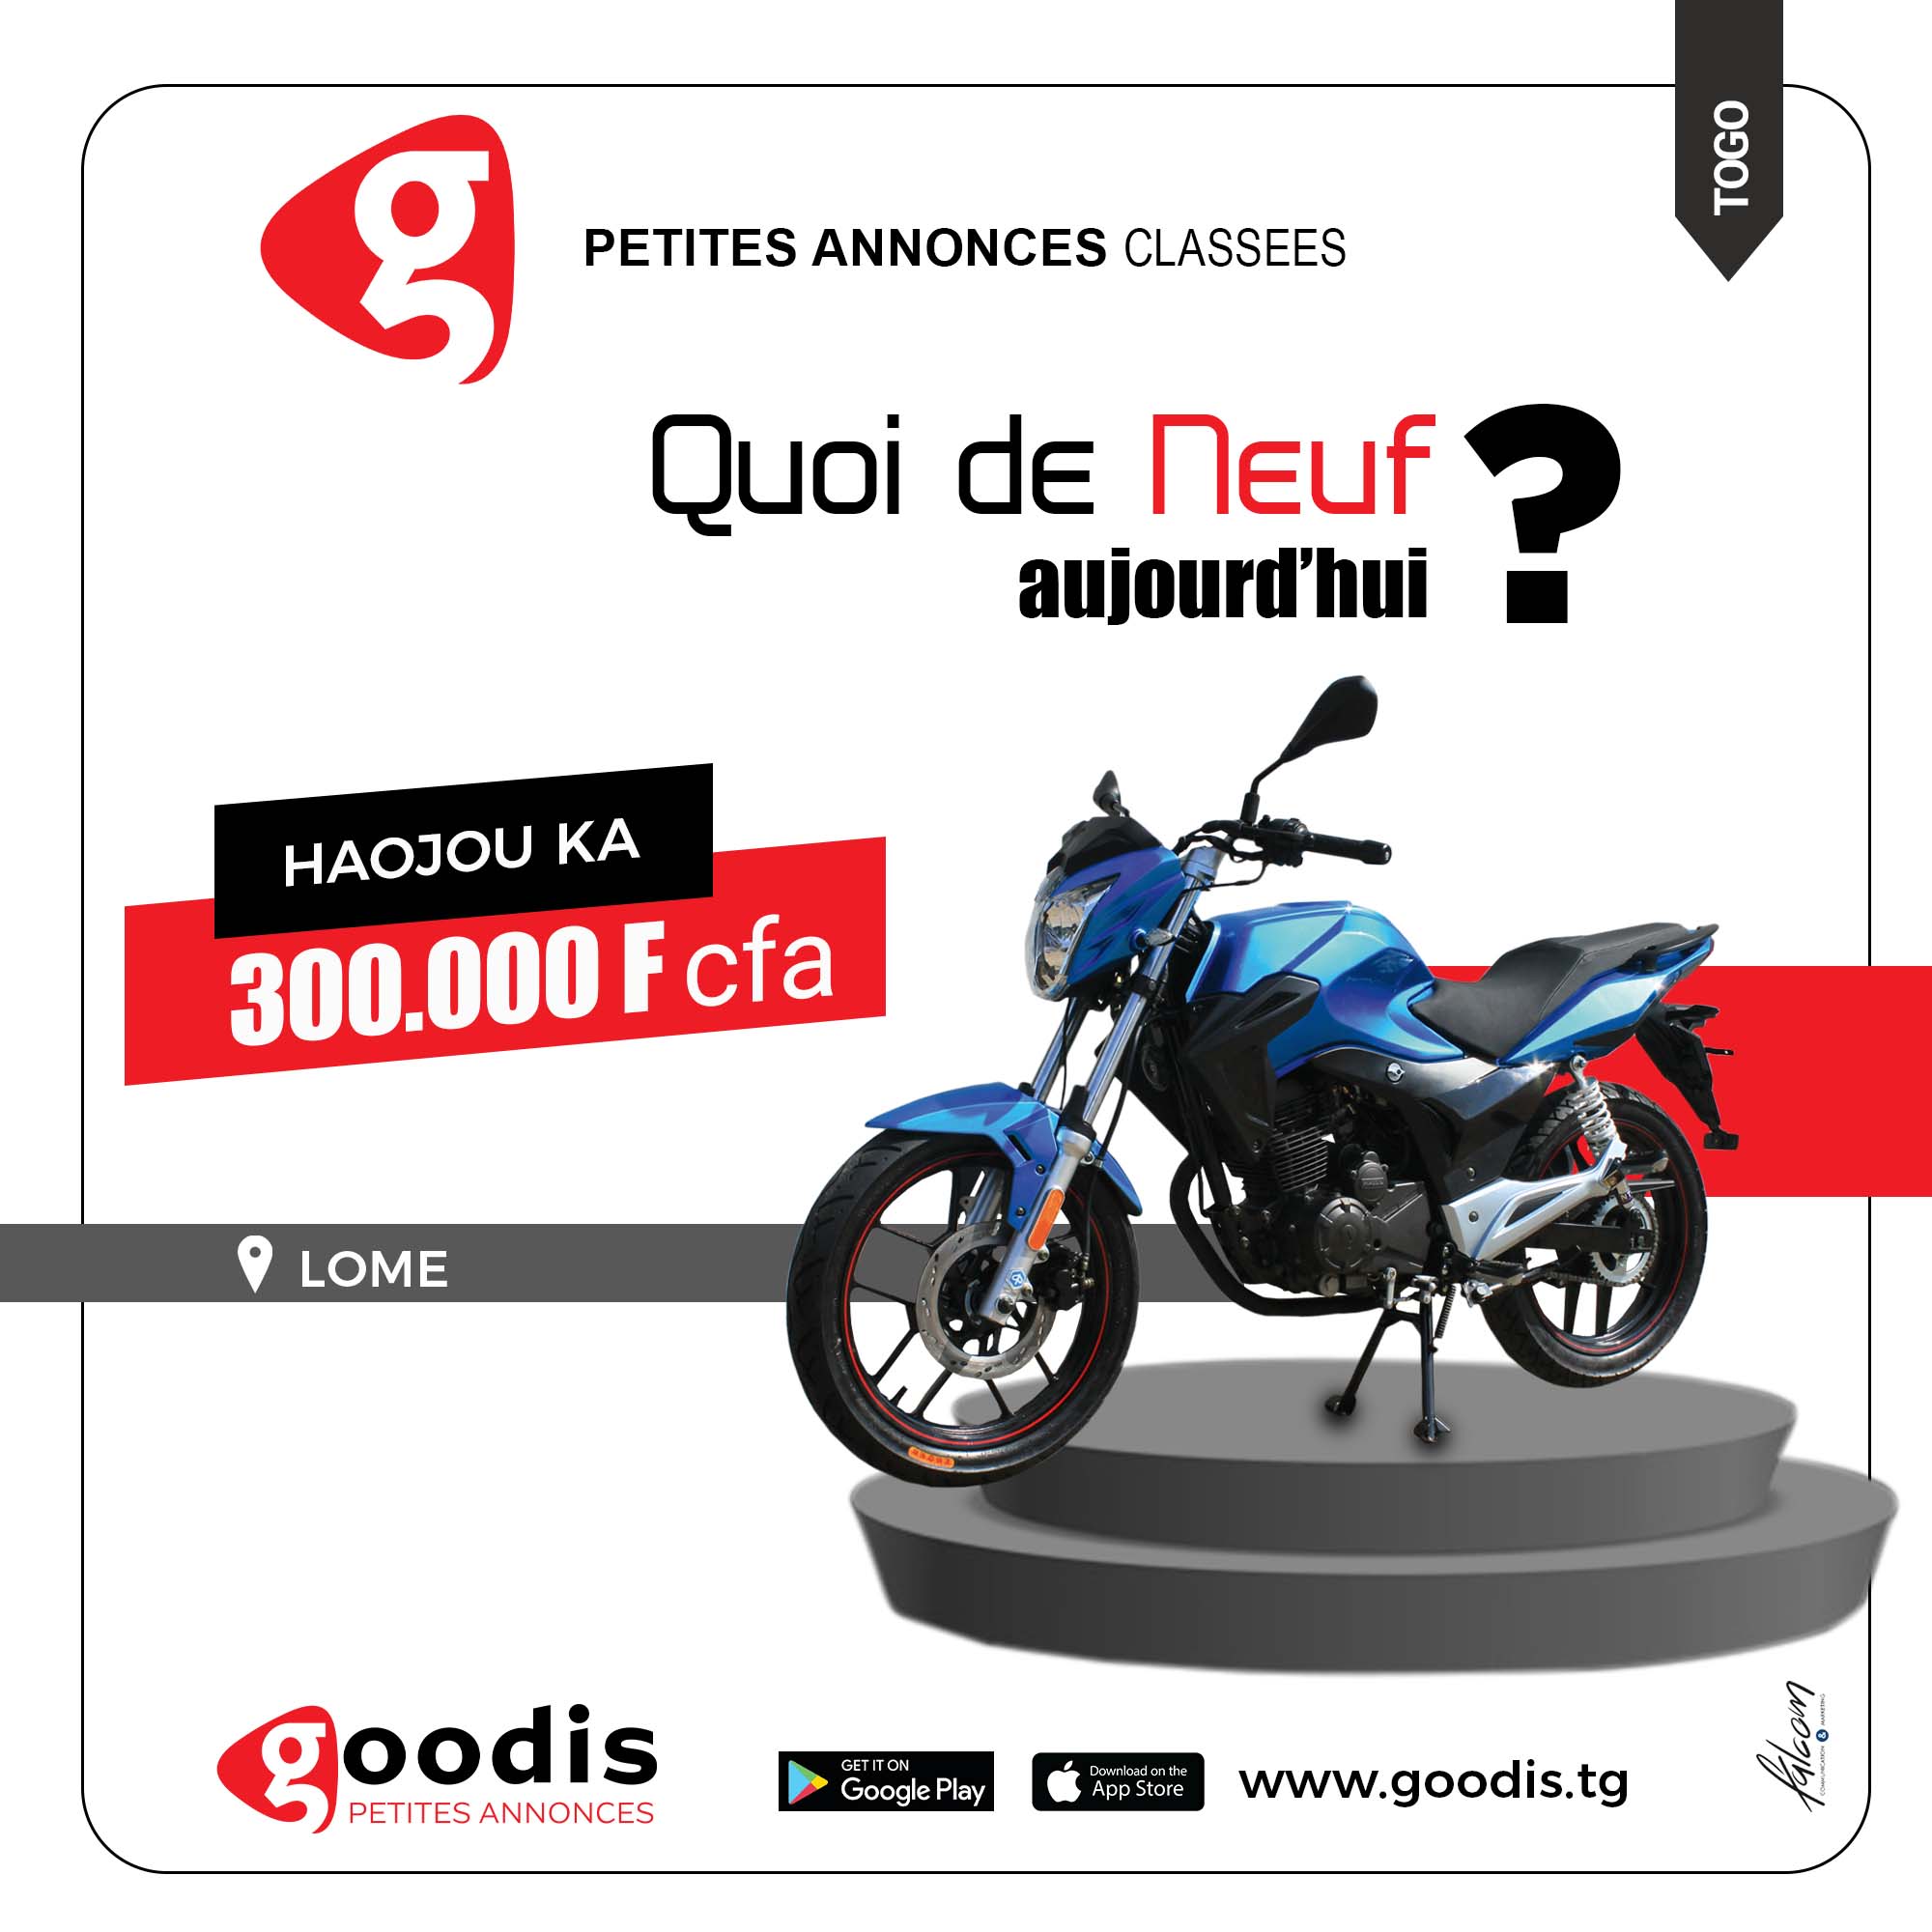 TOGO
g
PETITES ANNONCES CLASSEES
Quoi de Neuf ?
aujourd'hui
HAOJOU KA
300.000 F cfa
LOME
goodis
PETITES ANNONCES
GET IT ON
Google Play
Download on the
App Store
www.goodis.tg
COMMUNICATION & MARKETING